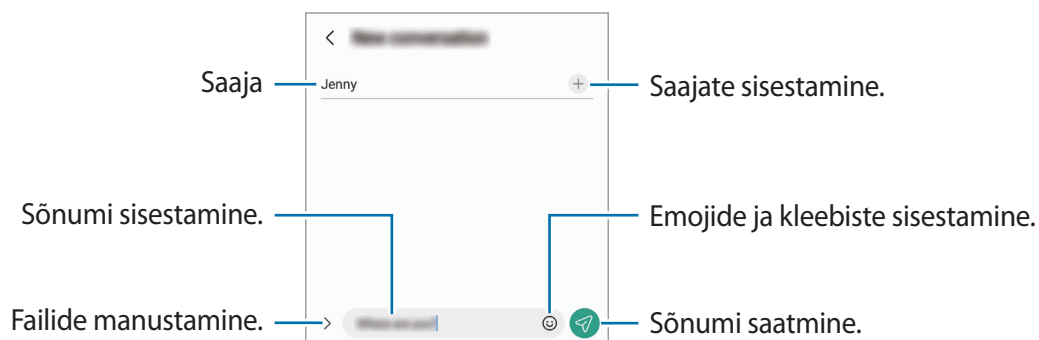 Saaja
Jenny
Saajate sisestamine.
Sõnumi sisestamine.
Emojide ja kleebiste sisestamine.
Failide manustamine.
Sõnumi saatmine.